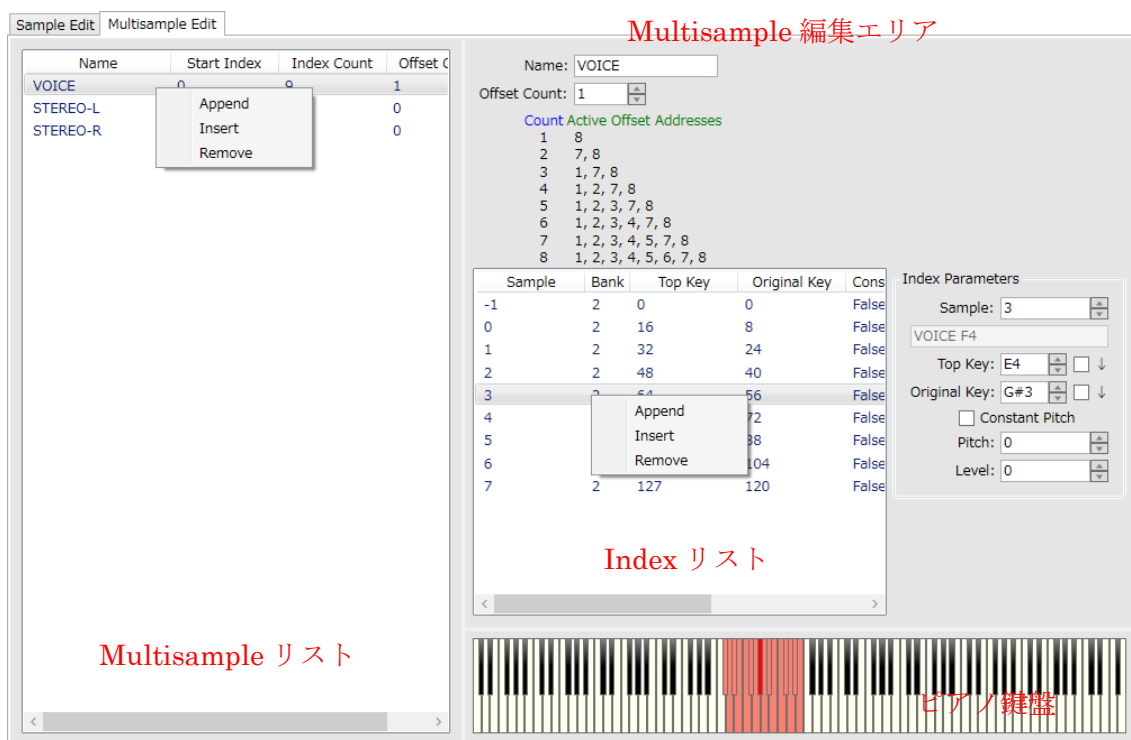 Sample Edit Multisample Edit
Multisample 編集エリア
Name Start Index Index Count Offset C
VOICE 0 9 1
STEREO-L 0
STEREO-R 0
Append
Insert
Remove
Multisample リスト
Name: VOICE
Offset Count: 1
Count Active Offset Addresses
1 8
2 7, 8
3 1, 7, 8
4 1, 2, 7, 8
5 1, 2, 3, 7, 8
6 1, 2, 3, 4, 7, 8
7 1, 2, 3, 4, 5, 7, 8
8 1, 2, 3, 4, 5, 6, 7, 8
Sample Bank Top Key Original Key Cons
-1 2 0 0 False
0 2 16 8 False
1 2 32 24 False
2 2 48 40 False
3 2 64 56 False
4 72 False
5 88 False
6 104 False
7 2 127 120 False
Append
Insert
Remove
Index リスト
Index Parameters
Sample: 3
VOICE F4
Top Key: E4 ↓
Original Key: G#3 ↓
Constant Pitch
Pitch: 0
Level: 0
ピアノ鍵盤